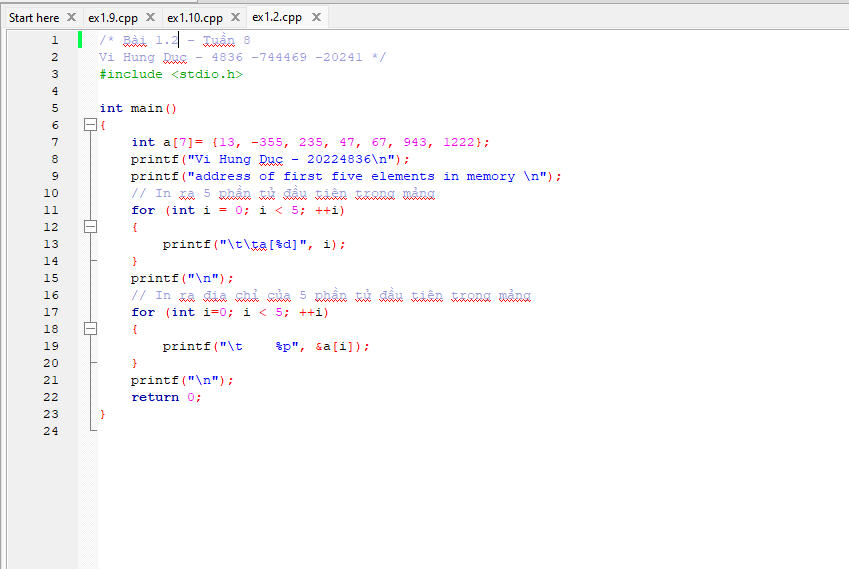 Start here ex1.9.cpp ex1.10.cpp ex1.2.cpp
1 /* Bài 1.2 - Tuần 8
2 Vi Hung Duc - 4836 -744469 -20241 */
3 #include <stdio.h>
4
5 int main()
6 {
7 int a[7]= {13, -355, 235, 47, 67, 943, 1222};
8 printf("Vi Hung Duc - 20224836\n");
9 printf("address of first five elements in memory \n");
10 // In ra 5 phần tử đầu tiên trong mảng
11 for (int i = 0; i < 5; ++i)
12 {
13 printf("\t\ta[%d]", i);
14 }
15 printf("\n");
16 // In ra địa chỉ của 5 phần tử đầu tiên trong mảng
17 for (int i=0; i < 5; ++i)
18 {
19 printf("\t    %p", &a[i]);
20 }
21 printf("\n");
22 return 0;
23 }
24